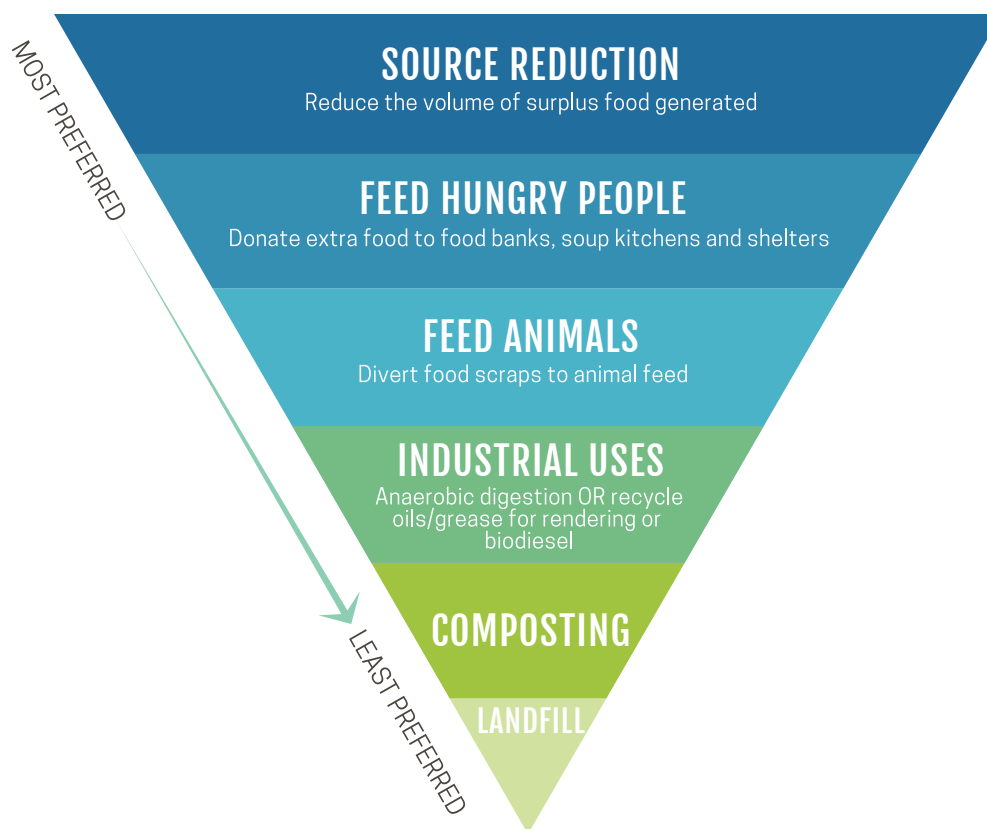 MOST PREFERRED
SOURCE REDUCTION
Reduce the volume of surplus food generated
FEED HUNGRY PEOPLE
Donate extra food to food banks, soup kitchens and shelters
FEED ANIMALS
Divert food scraps to animal feed
INDUSTRIAL USES
Anaerobic digestion OR recycle
oils/grease for rendering or
biodiesel
COMPOSTING
LANDFILL
LEAST PREFERRED